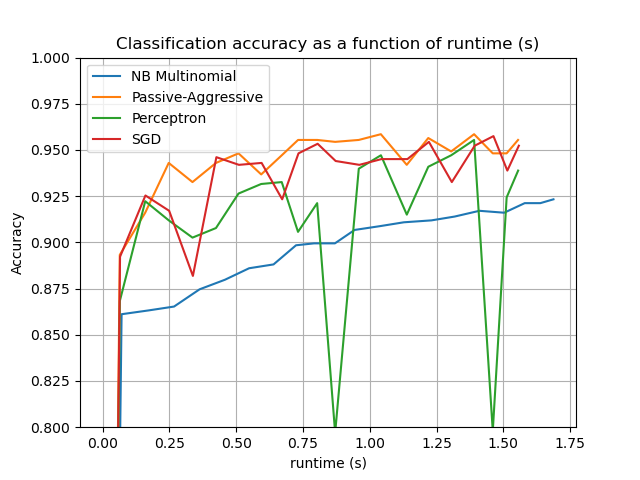 Classification accuracy as a function of runtime (s)
1.000
0.975
0.950
0.925
0.900
0.875
0.850
0.825
0.800
Accuracy
NB Multinomial
Passive-Aggressive
Perceptron
SGD
0.00 0.25 0.50 0.75 1.00 1.25 1.50 1.75
runtime (s)